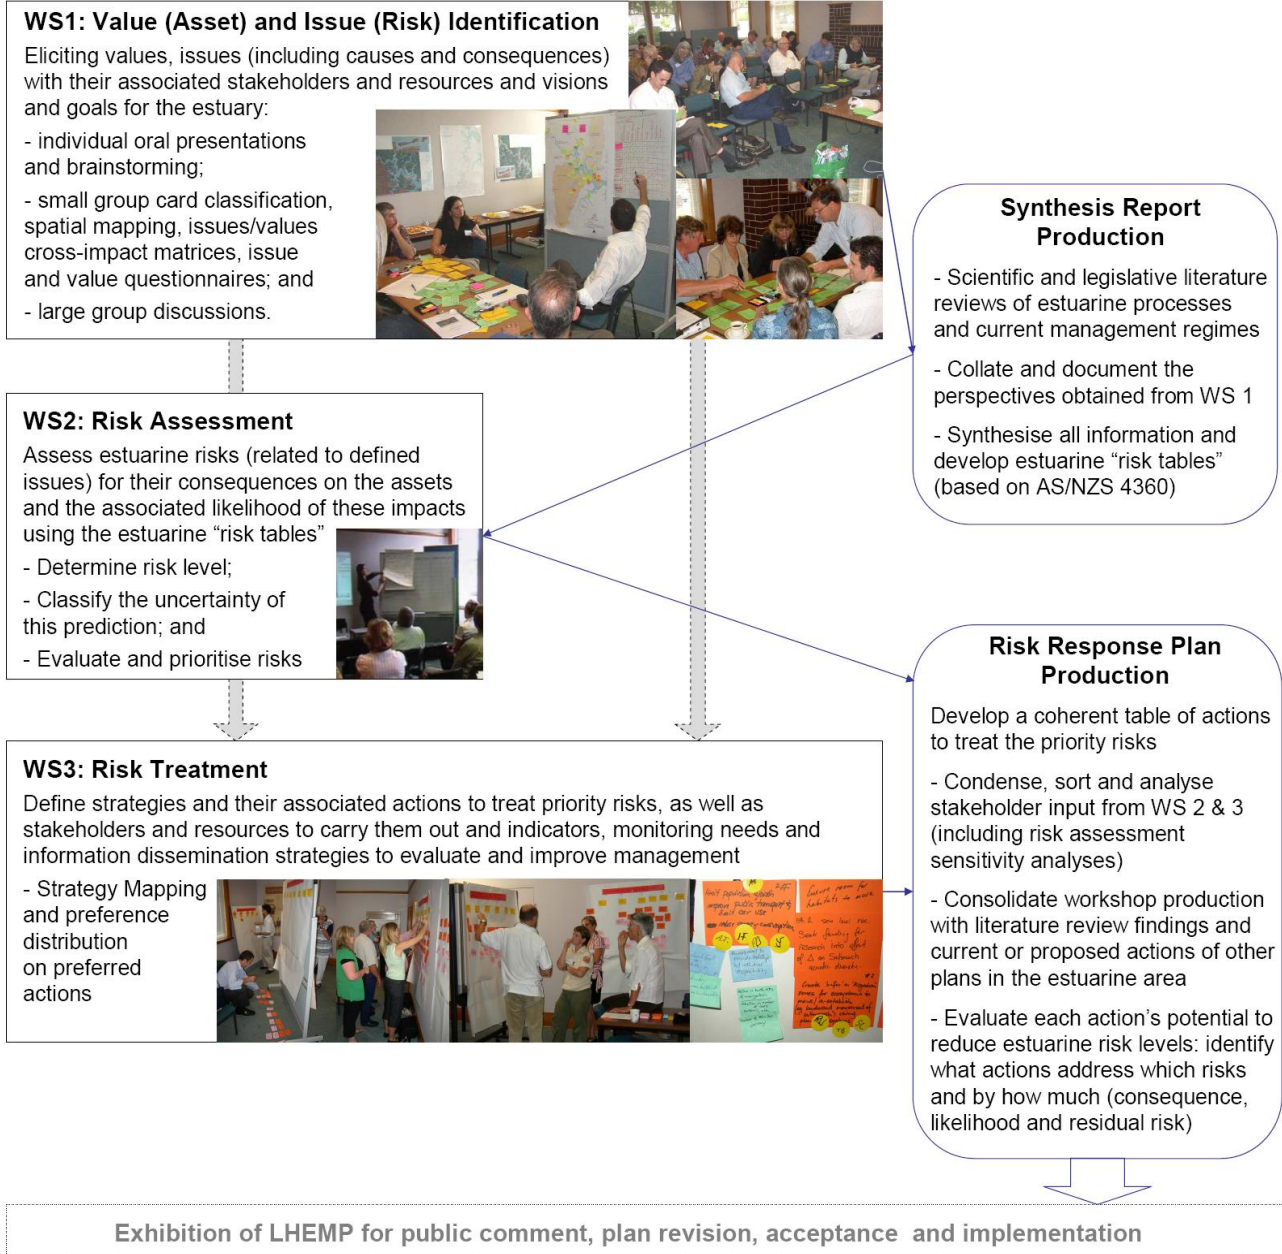 WS1: Value (Asset) and Issue (Risk) Identification
Eliciting values, issues (including causes and consequences)
with their associated stakeholders and resources and visions
and goals for the estuary:
- individual oral presentations
and brainstorming;
- small group card classification,
spatial mapping, issues/values
cross-impact matrices, issue
and value questionnaires; and
- large group discussions.
Synthesis Report
Production
- Scientific and legislative literature
reviews of estuarine processes
and current management regimes
- Collate and document the
perspectives obtained from WS 1
- Synthesise all information and
develop estuarine “risk tables”
(based on AS/NZS 4360)
WS2: Risk Assessment
Assess estuarine risks (related to defined
issues) for their consequences on the assets
and the associated likelihood of these impacts
using the estuarine “risk tables”
- Determine risk level;
- Classify the uncertainty of
this prediction; and
- Evaluate and prioritise risks
Risk Response Plan
Production
Develop a coherent table of actions
to treat the priority risks
- Condense, sort and analyse
stakeholder input from WS 2 & 3
(including risk assessment
sensitivity analyses)
- Consolidate workshop production
with literature review findings and
current or proposed actions of other
plans in the estuarine area
- Evaluate each action’s potential to
reduce estuarine risk levels: identify
what actions address which risks
and by how much (consequence,
likelihood and residual risk)
WS3: Risk Treatment
Define strategies and their associated actions to treat priority risks, as well as
stakeholders and resources to carry them out and indicators, monitoring needs and
information dissemination strategies to evaluate and improve management
- Strategy Mapping
and preference
distribution
on preferred
actions
Exhibition of LHEMP for public comment, plan revision, acceptance and implementation